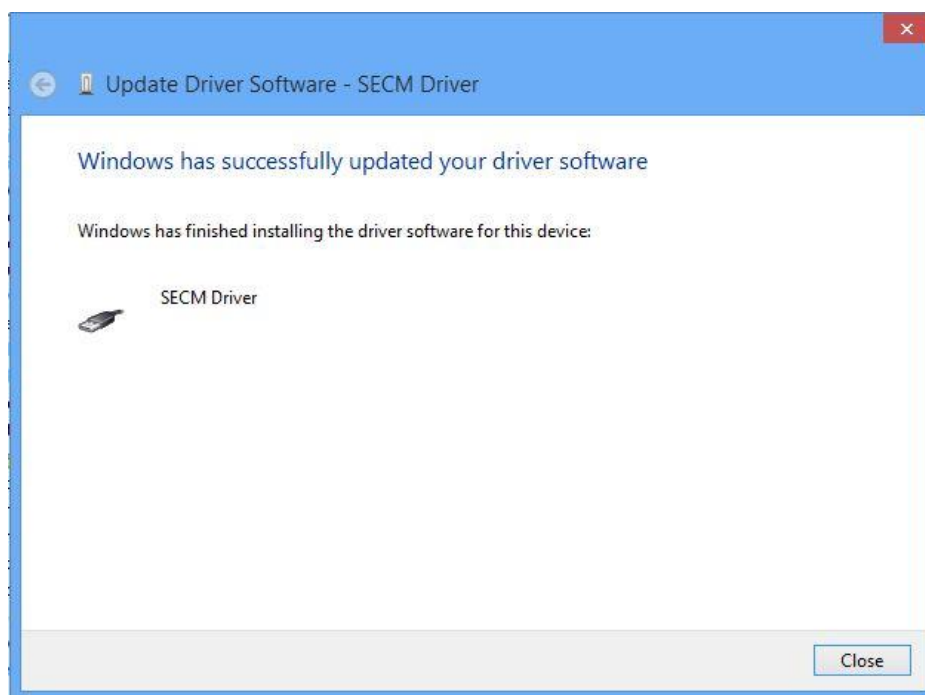 Update Driver Software - SECM Driver
Windows has successfully updated your driver software
Windows has finished installing the driver software for this device:
SECM Driver
Close